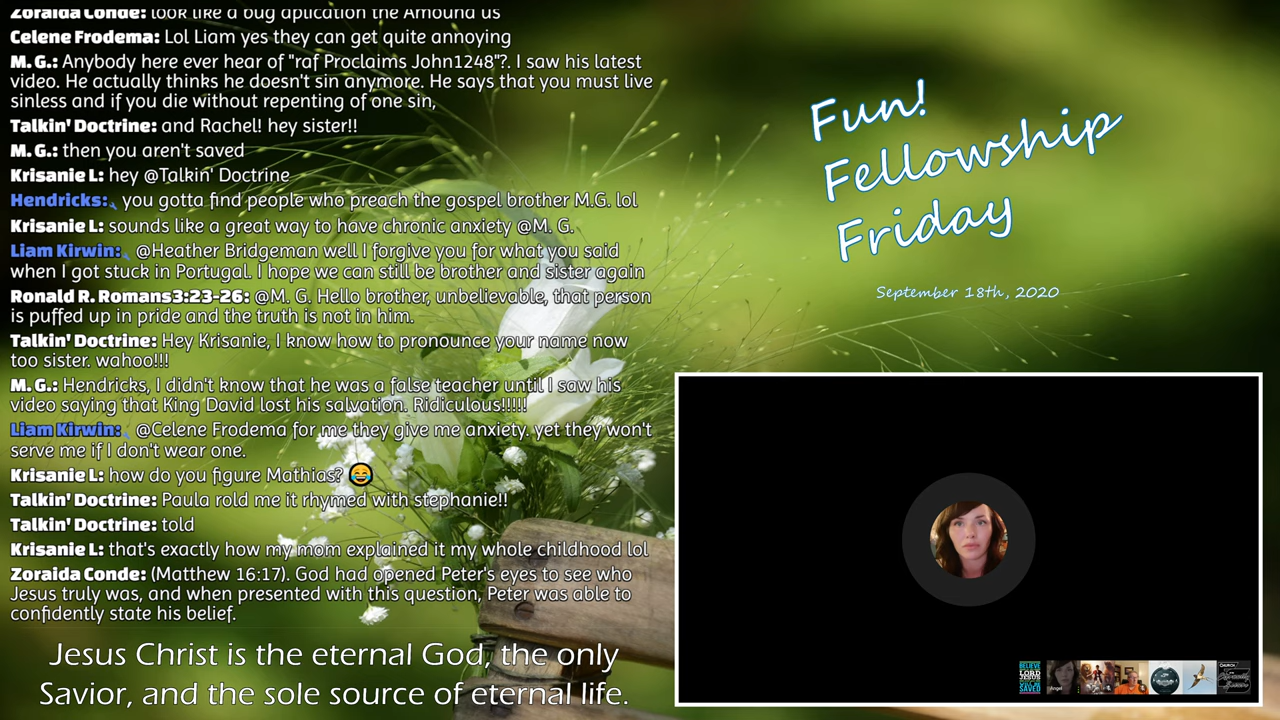 Zoraida Conde: look like a bug aplication the Amound us
Celene Frodema: Lol Liam yes they can get quite annoying
M. G.: Anybody here ever hear of "raf Proclaims John1248"?. I saw his latest
video. He actually thinks he doesn't sin anymore. He says that you must live
sinless and if you die without repenting of one sin,
Talkin' Doctrine: and Rachel! hey sister!!
M. G.: then you aren't saved
Krisanie L: hey @Talkin' Doctrine
Hendricks: you gotta find people who preach the gospel brother M.G. lol
Krisanie L: sounds like a great way to have chronic anxiety @M. G.
Liam Kirwin: @Heather Bridgeman well I forgive you for what you said
when I got stuck in Portugal. I hope we can still be brother and sister again
Ronald R. Romans3:23-26: @M. G. Hello brother, unbelievable, that person
is puffed up in pride and the truth is not in him.
Talkin' Doctrine: Hey Krisanie, I know how to pronounce your name now
too sister. wahoo!!!
M. G.: Hendricks, I didn't know that he was a false teacher until I saw his
video saying that King David lost his salvation. Ridiculous!!!!!
Liam Kirwin: @Celene Frodema for me they give me anxiety. yet they won't
serve me if I don't wear one.
Krisanie L: how do you figure Mathias? 😂
Talkin' Doctrine: Paula rold me it rhymed with stephanie!!
Talkin' Doctrine: told
Krisanie L: that's exactly how my mom explained it my whole childhood lol
Zoraida Conde: (Matthew 16:17). God had opened Peter's eyes to see who
Jesus truly was, and when presented with this question, Peter was able to
confidently state his belief.
Jesus Christ is the eternal God, the only
Savior, and the sole source of eternal life.
Fun!
Fellowship
Friday
September 18th, 2020
BELIEVE
LORD
JESUS
SAVED
Angel
CHURCH